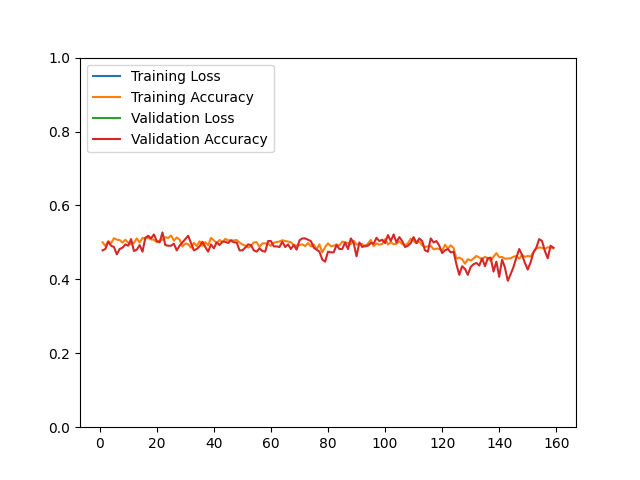 1.0
0.8
0.6
0.4
0.2
0.0
Training Loss
Training Accuracy
Validation Loss
Validation Accuracy
0 20 40 60 80 100 120 140 160